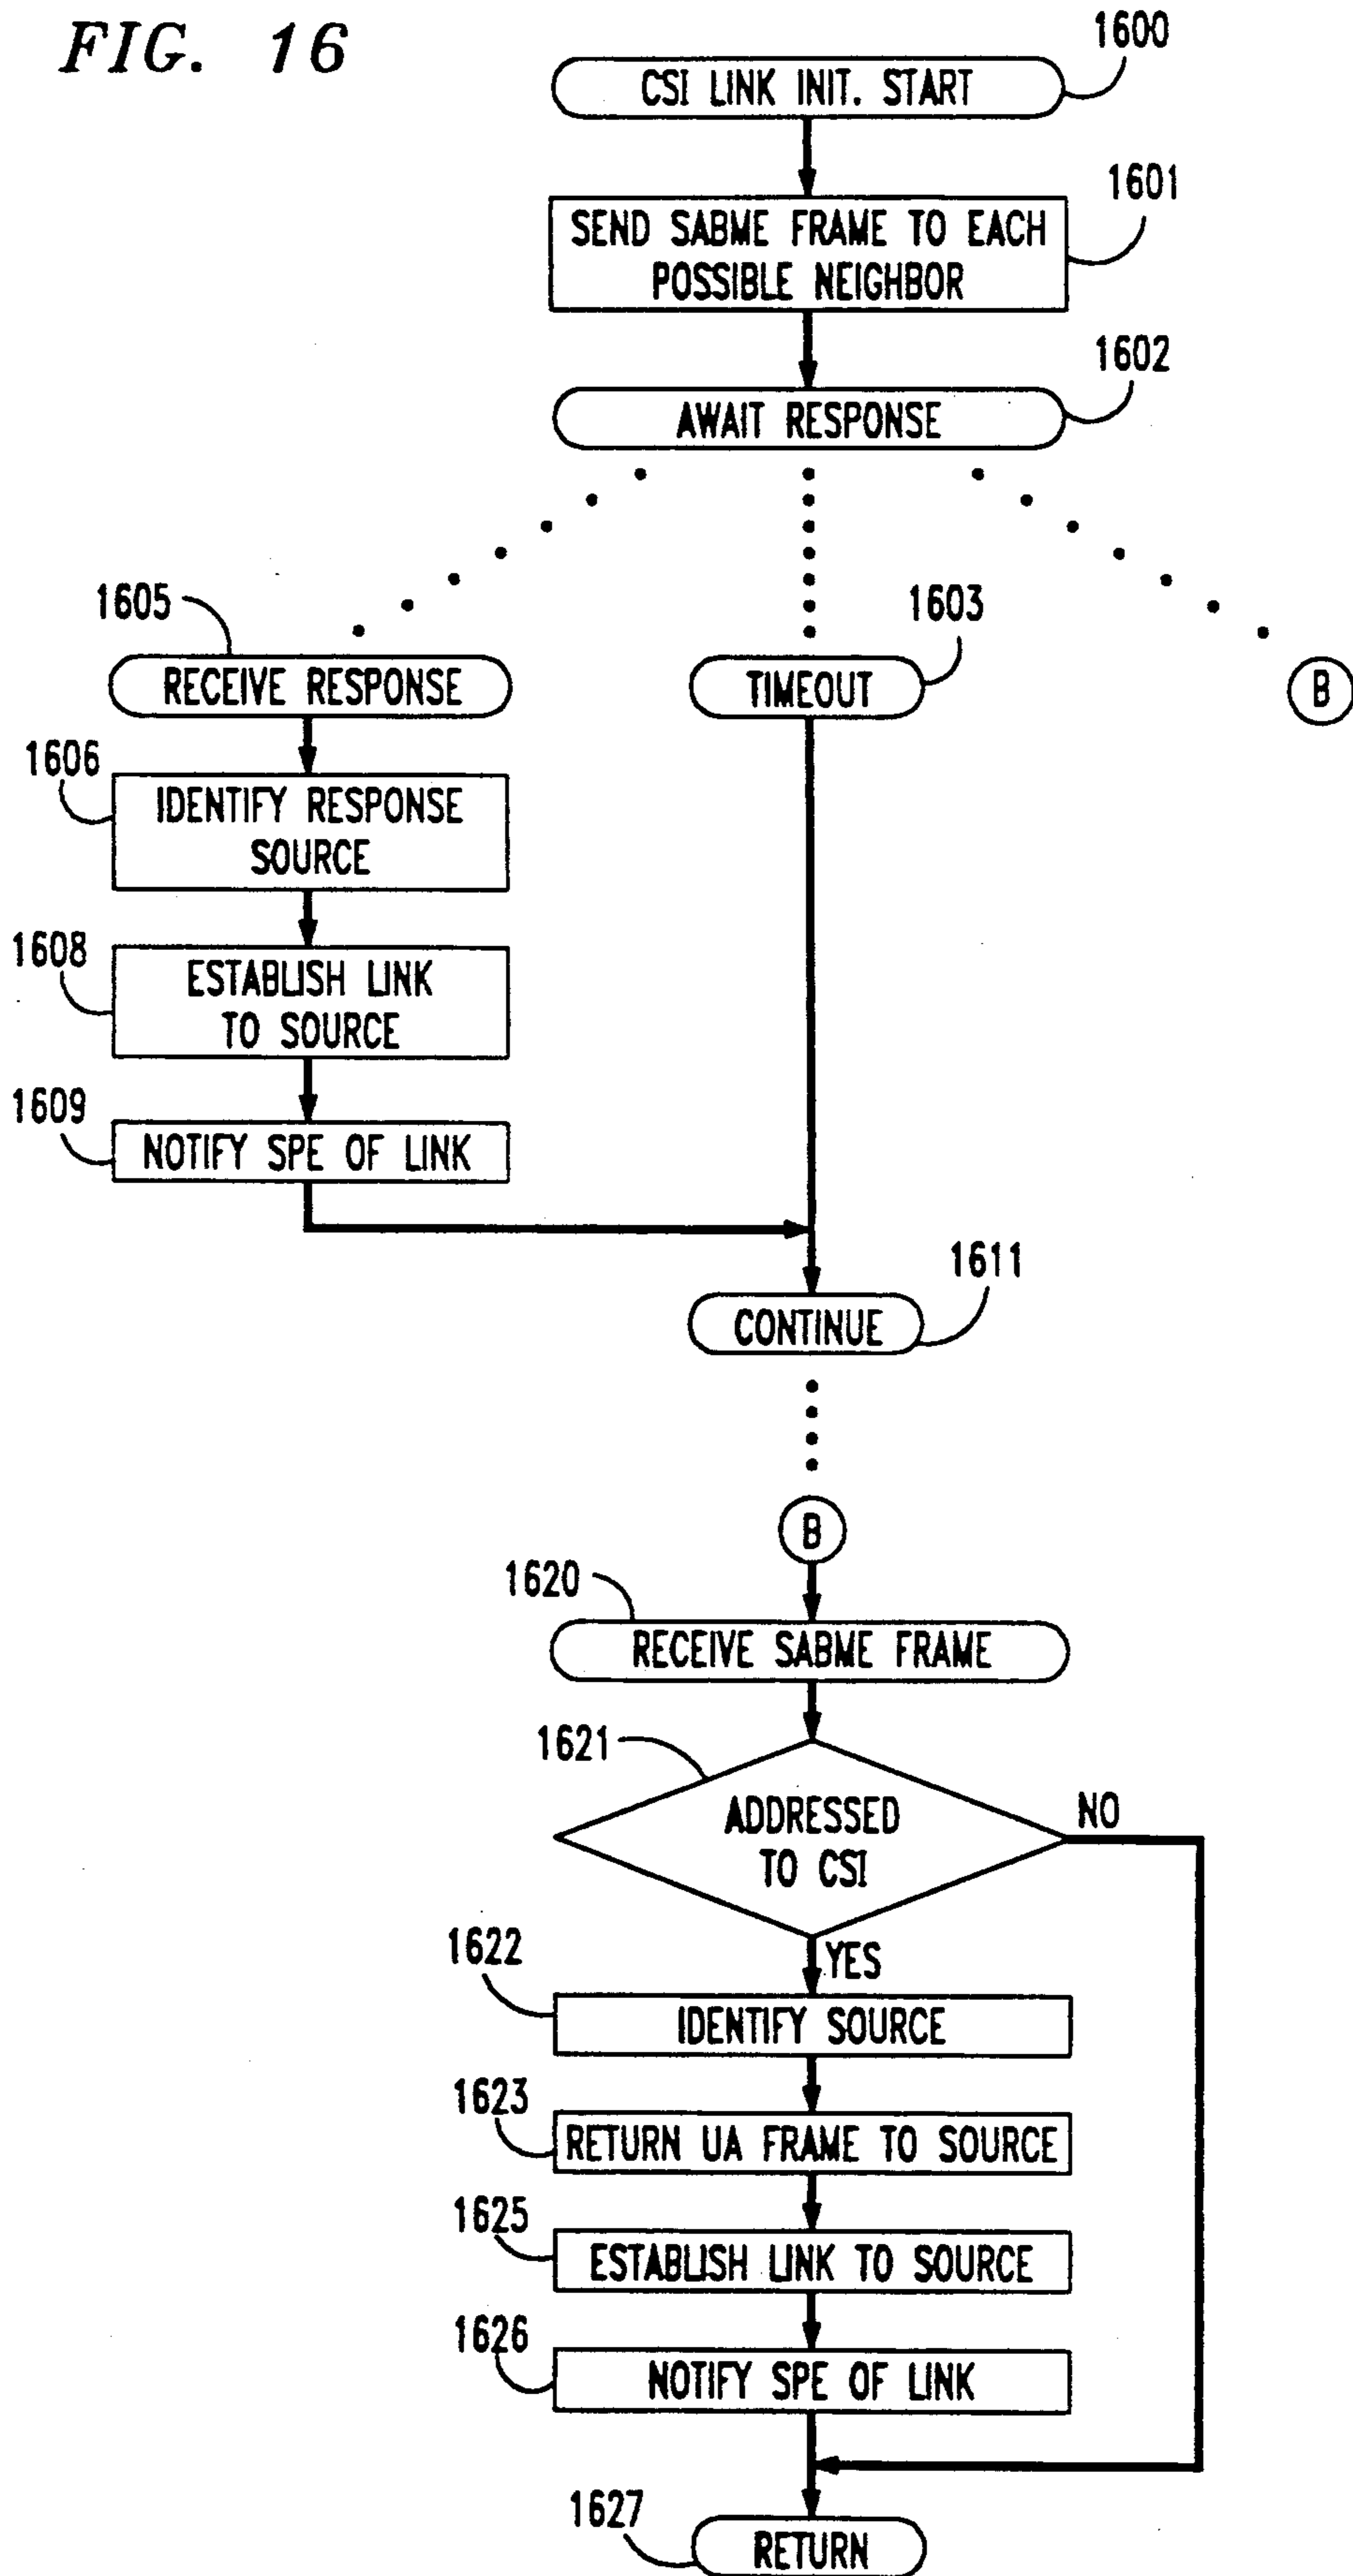 FIG. 16
1600
CSI LINK INIT. START
1601
SEND SABME FRAME TO EACH
POSSIBLE NEIGHBOR
1602
AWAIT RESPONSE
1605
RECEIVE RESPONSE
1603
TIMEOUT
B
1606
IDENTIFY RESPONSE
SOURCE
1608
ESTABLISH LINK
TO SOURCE
1609
NOTIFY SPE OF LINK
1611
CONTINUE
B
1620
RECEIVE SABME FRAME
1621
ADDRESSED
TO CSI
NO
YES
1622
IDENTIFY SOURCE
1623
RETURN UA FRAME TO SOURCE
1625
ESTABLISH LINK TO SOURCE
1626
NOTIFY SPE OF LINK
1627
RETURN